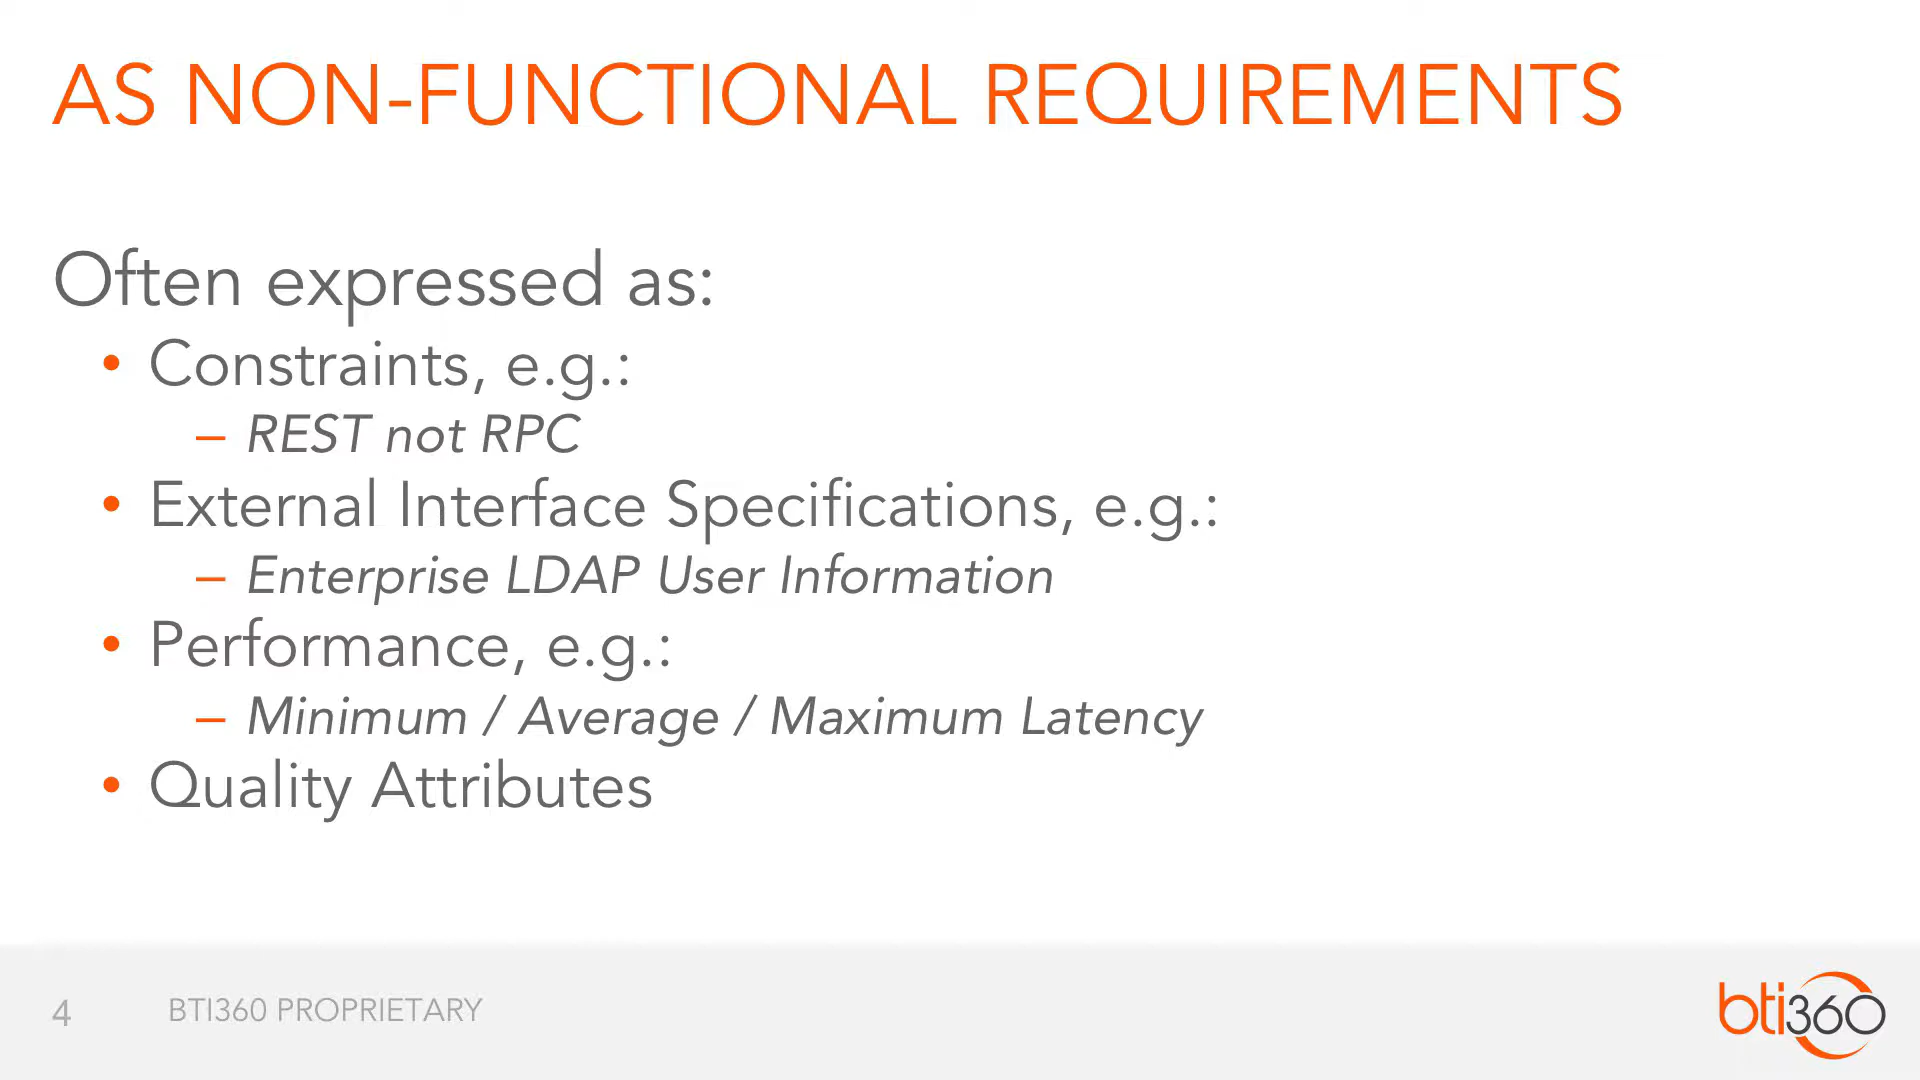 AS NON-FUNCTIONAL REQUIREMENTS
Often expressed as:
• Constraints, e.g.:
– REST not RPC
• External Interface Specifications, e.g.:
– Enterprise LDAP User Information
• Performance, e.g.:
– Minimum / Average / Maximum Latency
• Quality Attributes
4 BTI360 PROPRIETARY
bti360